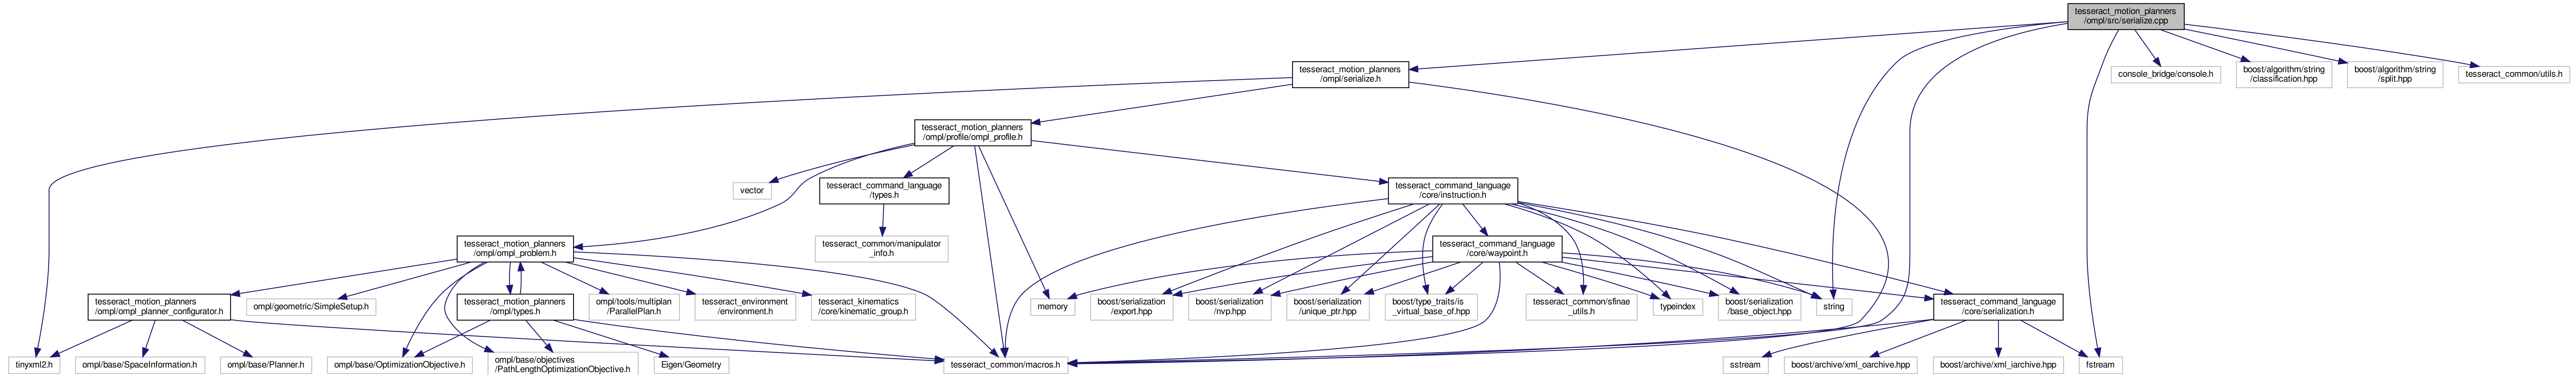 tesseract_motion_planners
/ompl/src/serialize.cpp
tesseract_motion_planners
/ompl/serialize.h
console_bridge/console.h
boost/algorithm/string
/classification.hpp
boost/algorithm/string
/split.hpp
tesseract_common/utils.h
tesseract_motion_planners
/ompl/profile/ompl_profile.h
vector
tesseract_command_language
/types.h
tesseract_command_language
/core/instruction.h
tesseract_motion_planners
/ompl/ompl_problem.h
tesseract_common/manipulator
_info.h
tesseract_command_language
/core/waypoint.h
tesseract_motion_planners
/ompl/ompl_planner_configurator.h
ompl/geometric/SimpleSetup.h
tesseract_motion_planners
/ompl/types.h
ompl/tools/multiplan
/ParallelPlan.h
tesseract_environment
/environment.h
tesseract_kinematics
/core/kinematic_group.h
memory
boost/serialization
/export.hpp
boost/serialization
/nvp.hpp
boost/serialization
/unique_ptr.hpp
boost/type_traits/is
_virtual_base_of.hpp
tesseract_common/sfinae
_utils.h
typeindex
boost/serialization
/base_object.hpp
string
tesseract_command_language
/core/serialization.h
tinyxml2.h
ompl/base/SpaceInformation.h
ompl/base/Planner.h
ompl/base/OptimizationObjective.h
ompl/base/objectives
/PathLengthOptimizationObjective.h
Eigen/Geometry
tesseract_common/macros.h
sstream
boost/archive/xml_oarchive.hpp
boost/archive/xml_iarchive.hpp
fstream